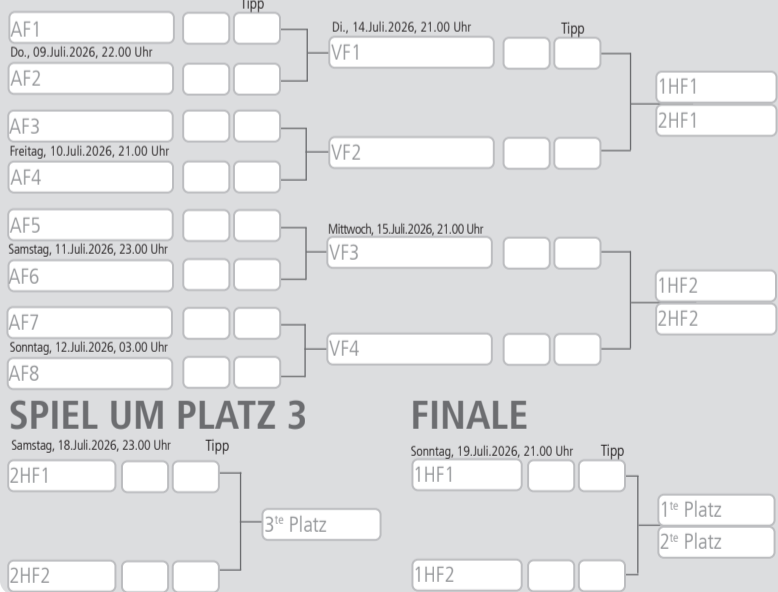 Tipp
AF1
Do., 09.Juli.2026, 22.00 Uhr
AF2
AF3
Freitag, 10.Juli.2026, 21.00 Uhr
AF4
AF5
Samstag, 11.Juli.2026, 23.00 Uhr
AF6
AF7
Sonntag, 12.Juli.2026, 03.00 Uhr
AF8
Di., 14.Juli.2026, 21.00 Uhr
Tipp
VF1
VF2
Mittwoch, 15.Juli.2026, 21.00 Uhr
VF3
VF4
1HF1
2HF1
1HF2
2HF2
SPIEL UM PLATZ 3
Samstag, 18.Juli.2026, 23.00 Uhr
Tipp
2HF1
3te Platz
2HF2
FINALE
Sonntag, 19.Juli.2026, 21.00 Uhr
Tipp
1HF1
1te Platz
2te Platz
1HF2